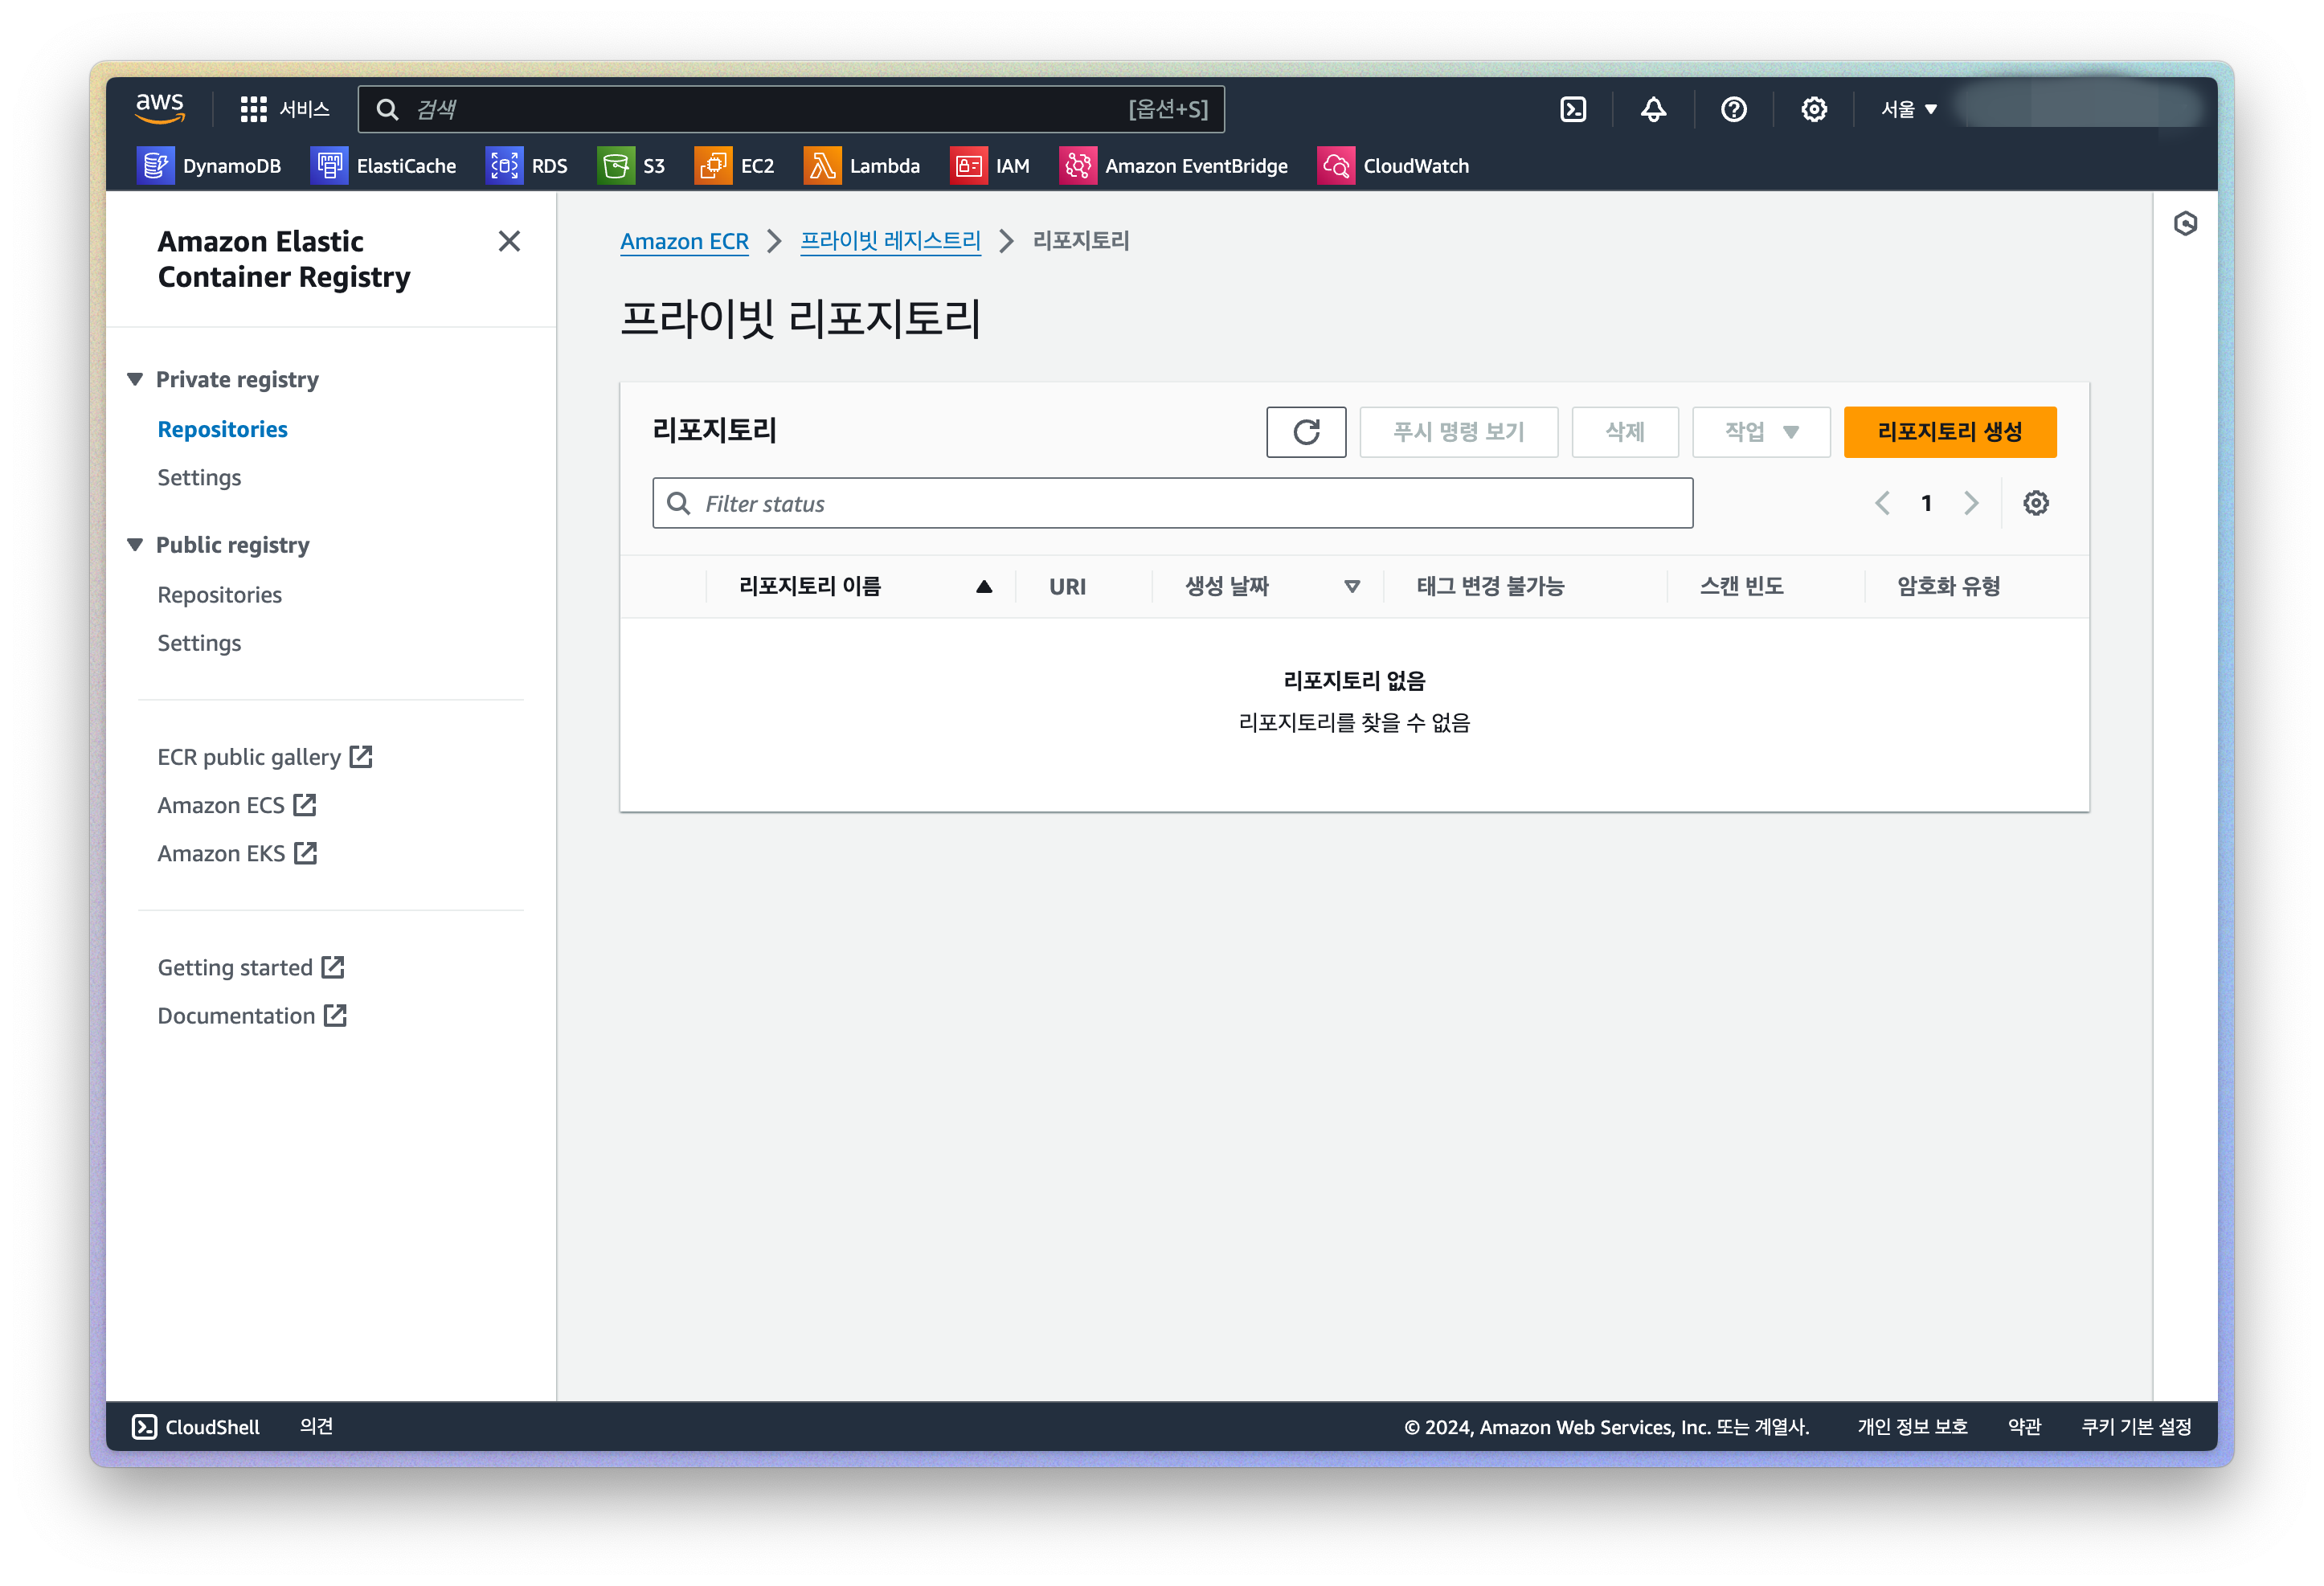 aws
서비스
검색
[옵션+S]
서울
DynamoDB
ElastiCache
RDS
S3
EC2
Lambda
IAM
Amazon EventBridge
CloudWatch
Amazon Elastic
Container Registry
Private registry
Repositories
Settings
Public registry
Repositories
Settings
ECR public gallery
Amazon ECS
Amazon EKS
Getting started
Documentation
Amazon ECR
프라이빗 레지스트리
리포지토리
프라이빗 리포지토리
리포지토리
푸시 명령 보기
삭제
작업
리포지토리 생성
Filter status
1
리포지토리 이름
URI
생성 날짜
태그 변경 불가능
스캔 빈도
암호화 유형
리포지토리 없음
리포지토리를 찾을 수 없음
CloudShell
의견
© 2024, Amazon Web Services, Inc. 또는 계열사.
개인 정보 보호
약관
쿠키 기본 설정